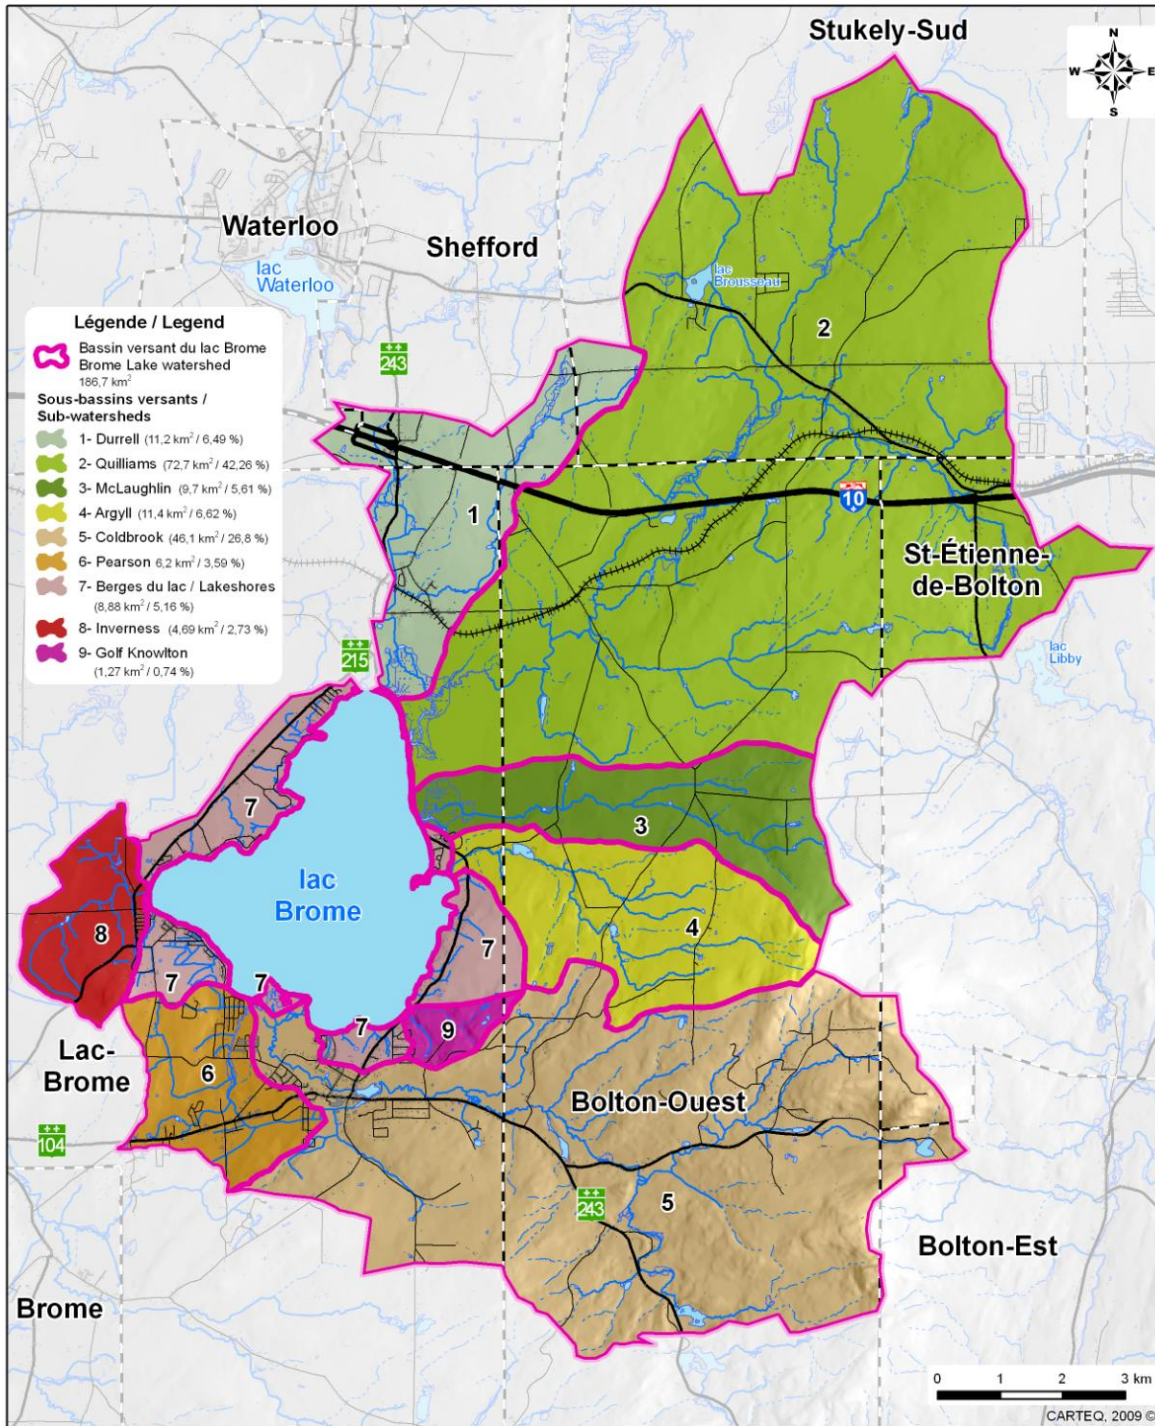 Stukely-Sud
N
W
E
S
Waterloo
Shefford
lac
Waterloo
lac
Brousseau
2
Légende / Legend
Bassin versant du lac Brome
Brome Lake watershed
186,7 km²
Sous-bassins versants /
Sub-watersheds
1- Durrell (11,2 km² / 6,49 %)
2- Quilliams (72,7 km² / 42,26 %)
3- McLaughlin (9,7 km² / 5,61 %)
4- Argyll (11,4 km² / 6,62 %)
5- Coldbrook (46,1 km² / 26,8 %)
6- Pearson 6,2 km² / 3,59 %)
7- Berges du lac / Lakeshores
(8,88 km² / 5,16 %)
8- Inverness (4,69 km² / 2,73 %)
9- Golf Knowlton
(1,27 km² / 0,74 %)
243
10
1
St-Étienne-
de-Bolton
215
lac
Libby
7
3
lac
Brome
8
7
4
7
7
7
9
Lac-
Brome
6
Bolton-Ouest
104
243
5
Bolton-Est
Brome
0 1 2 3 km
CARTEQ, 2009 ©